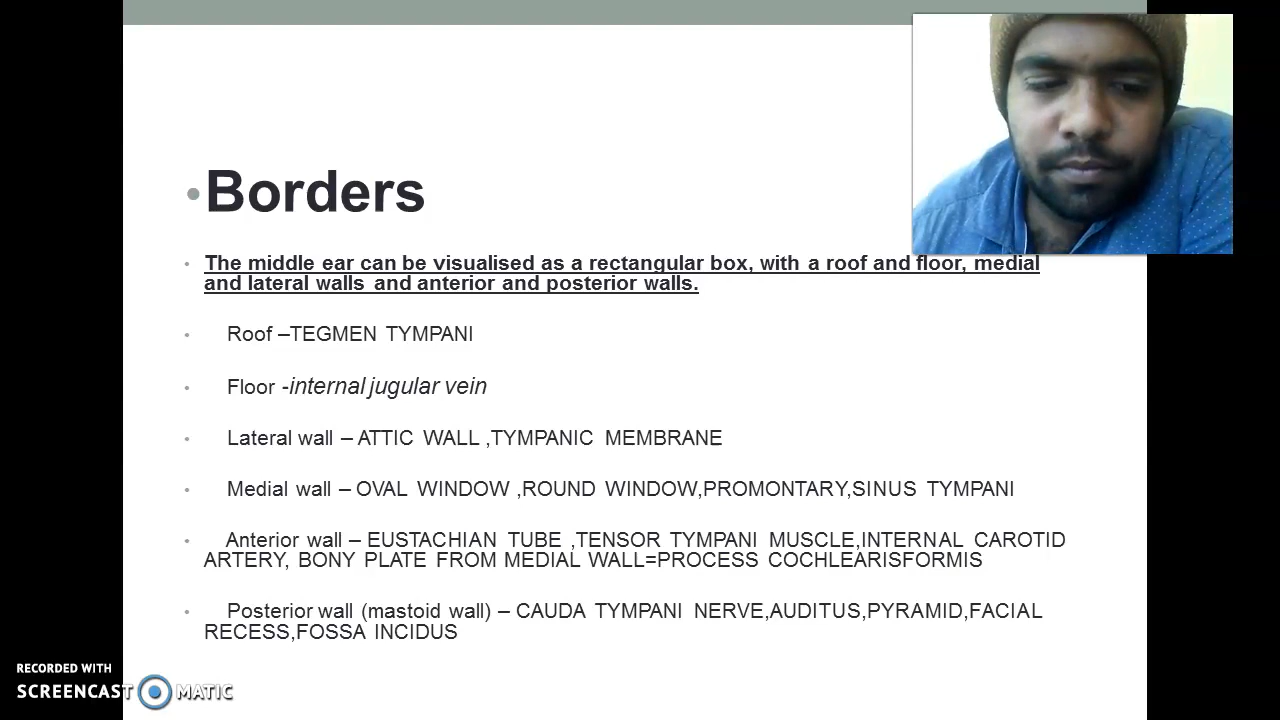 •Borders
• The middle ear can be visualised as a rectangular box, with a roof and floor, medial
and lateral walls and anterior and posterior walls.
• Roof –TEGMEN TYMPANI
• Floor -internal jugular vein
• Lateral wall – ATTIC WALL ,TYMPANIC MEMBRANE
• Medial wall – OVAL WINDOW ,ROUND WINDOW,PROMONTARY,SINUS TYMPANI
• Anterior wall – EUSTACHIAN TUBE ,TENSOR TYMPANI MUSCLE,INTERNAL CAROTID
ARTERY, BONY PLATE FROM MEDIAL WALL=PROCESS COCHLEARISFORMIS
• Posterior wall (mastoid wall) – CAUDA TYMPANI NERVE,AUDITUS,PYRAMID,FACIAL
RECESS,FOSSA INCIDUS
RECORDED WITH
SCREENCAST MATIC